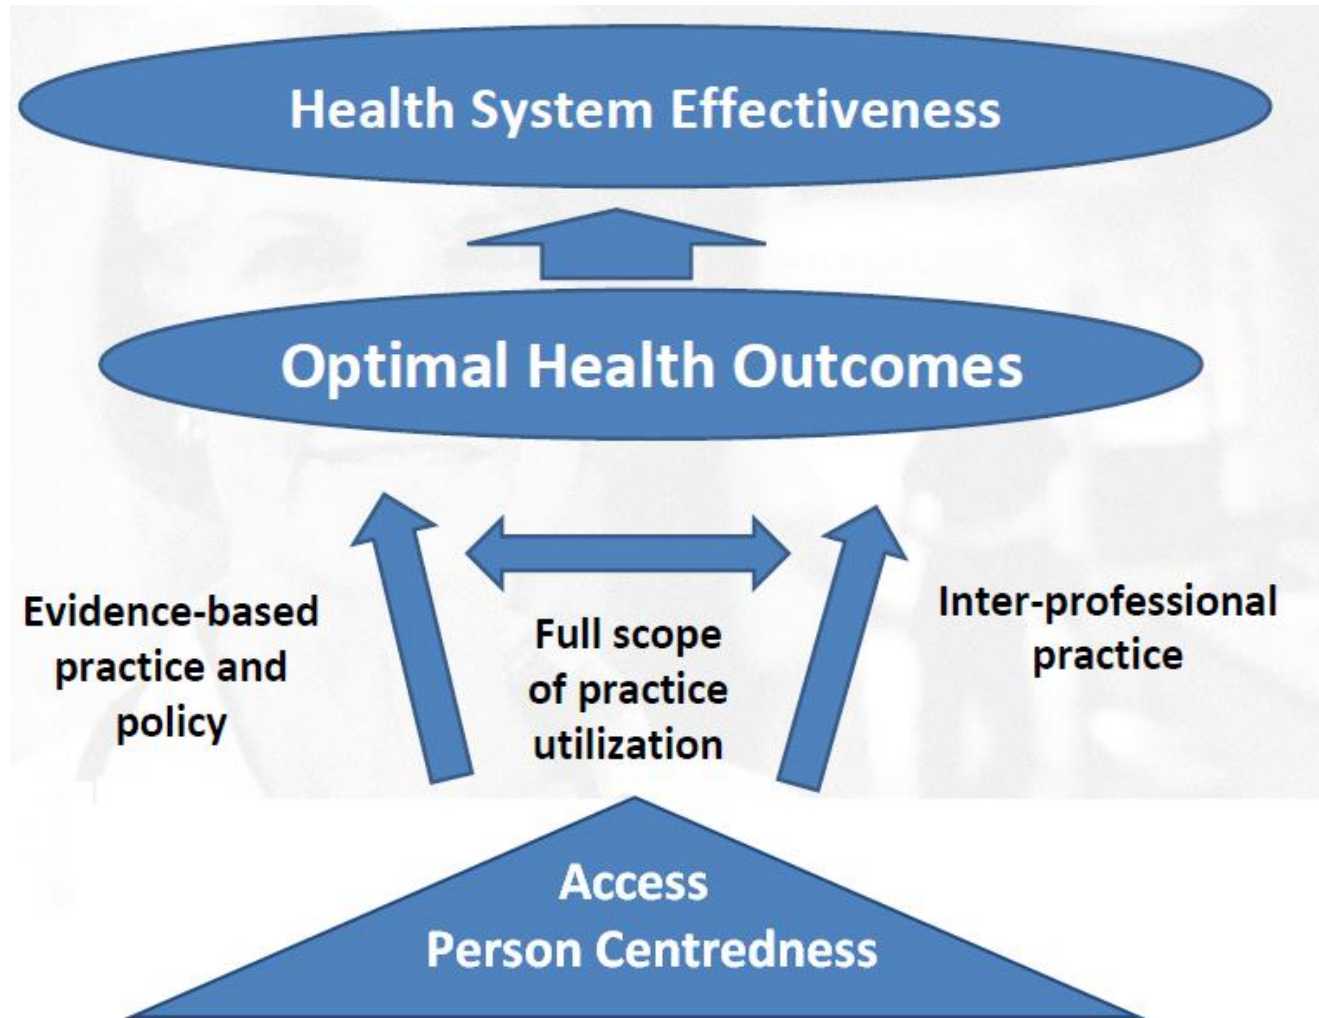 Health System Effectiveness
Optimal Health Outcomes
Evidence-based
practice and
policy
Full scope
of practice
utilization
Inter-professional
practice
Access
Person Centredness